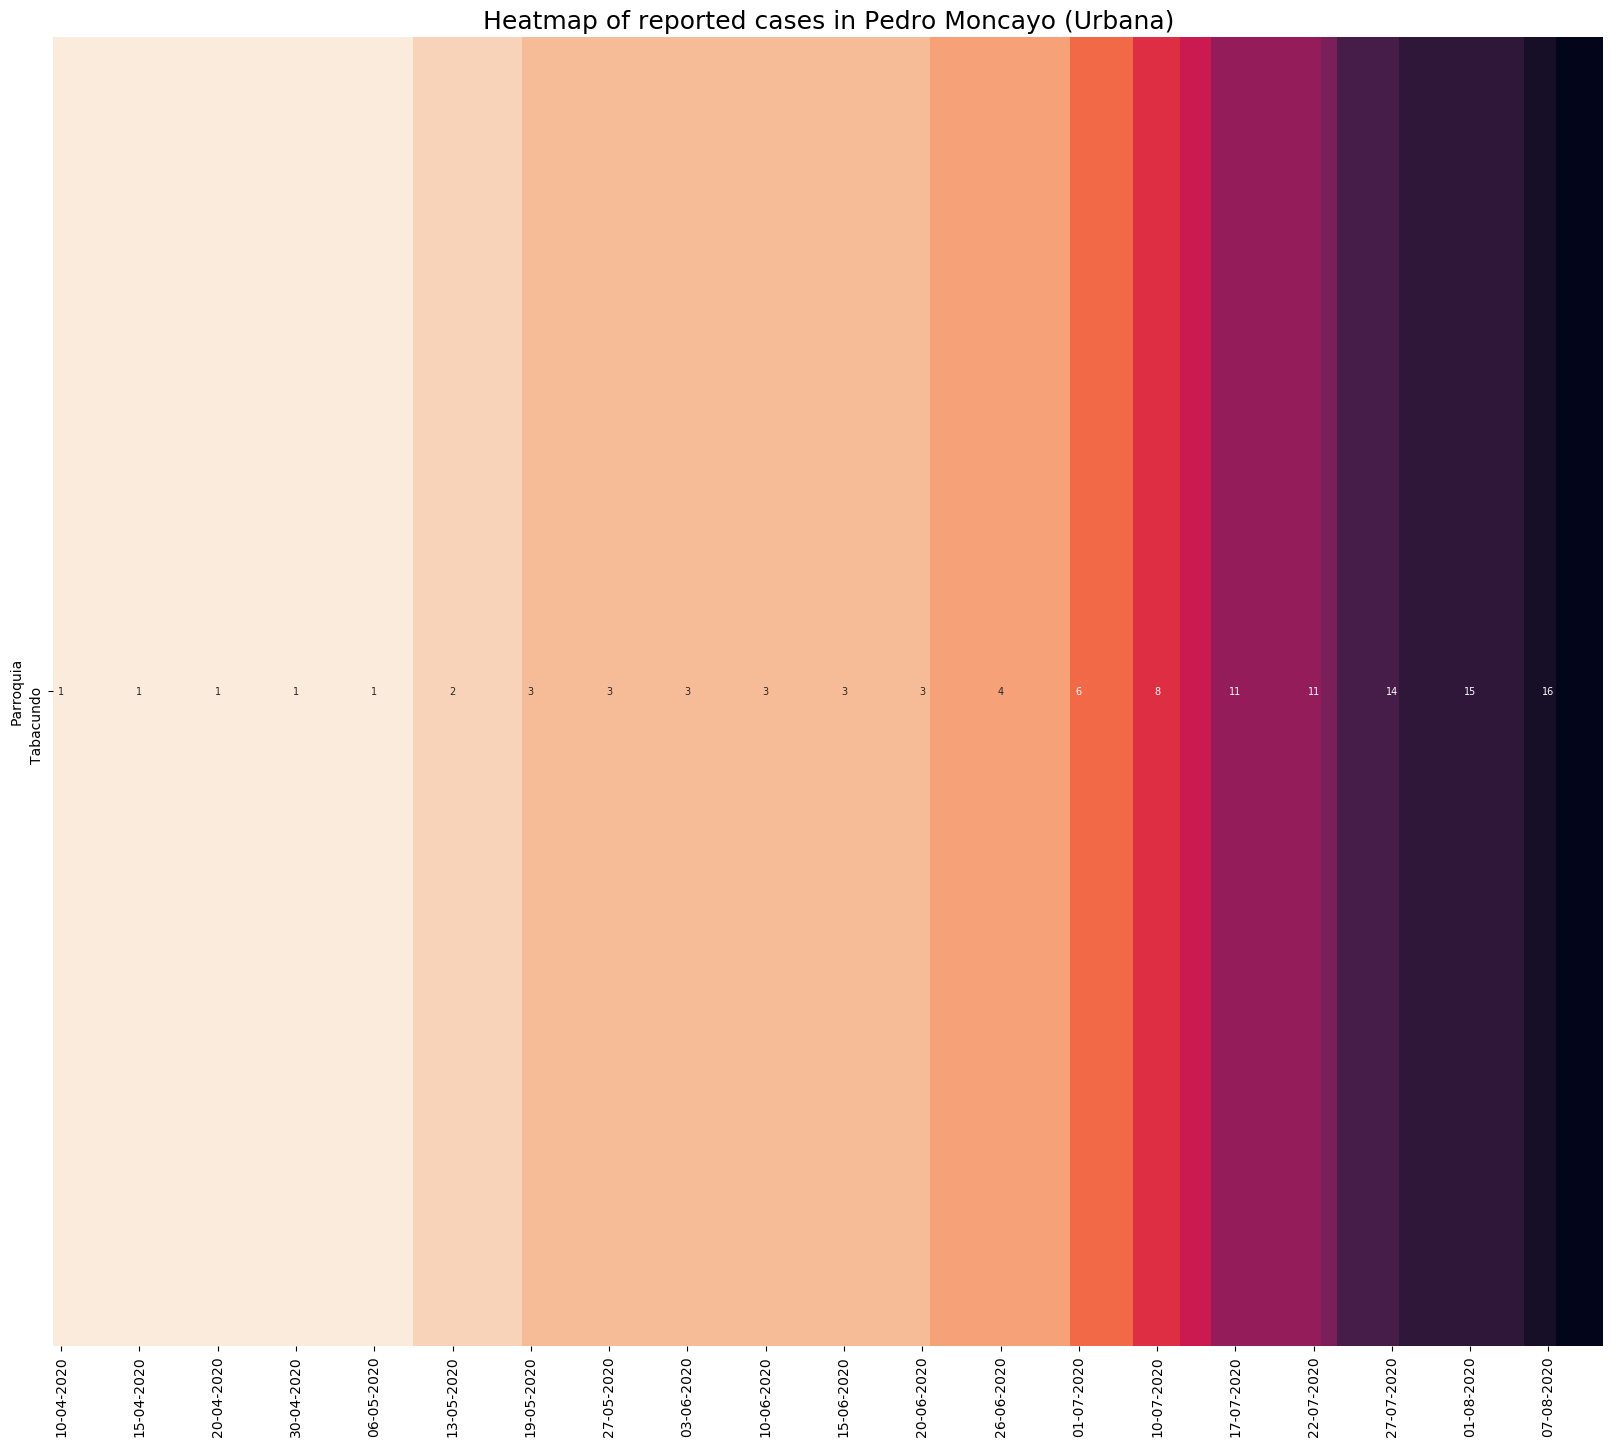 Heatmap of reported cases in Pedro Moncayo (Urbana)
Parroquia
Tabacundo
1 1 1 1 1 2 3 3 3 3 3 3 4 6 8 11 11 14 15 16
10-04-2020 15-04-2020 20-04-2020 30-04-2020 06-05-2020 13-05-2020 19-05-2020 27-05-2020 03-06-2020 10-06-2020 15-06-2020 20-06-2020 26-06-2020 01-07-2020 10-07-2020 17-07-2020 22-07-2020 27-07-2020 01-08-2020 07-08-2020